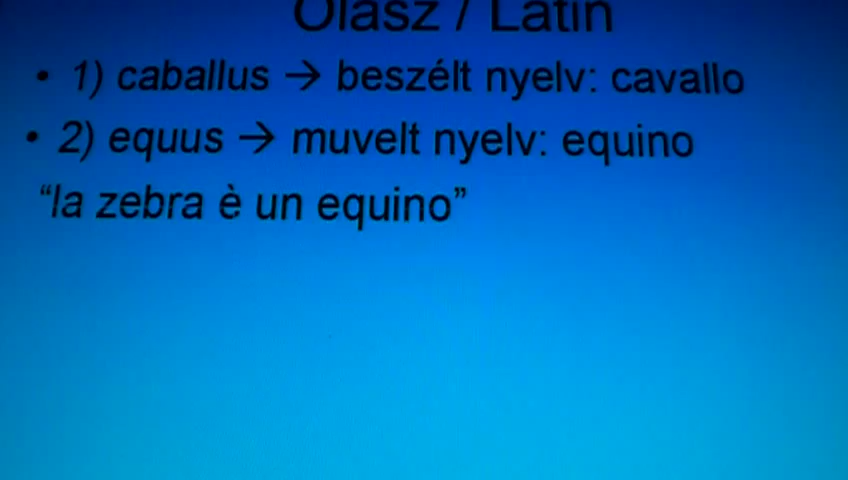 Olasz / Latin
• 1) caballus → beszélt nyelv: cavallo
• 2) equus → muvelt nyelv: equino
“la zebra è un equino”